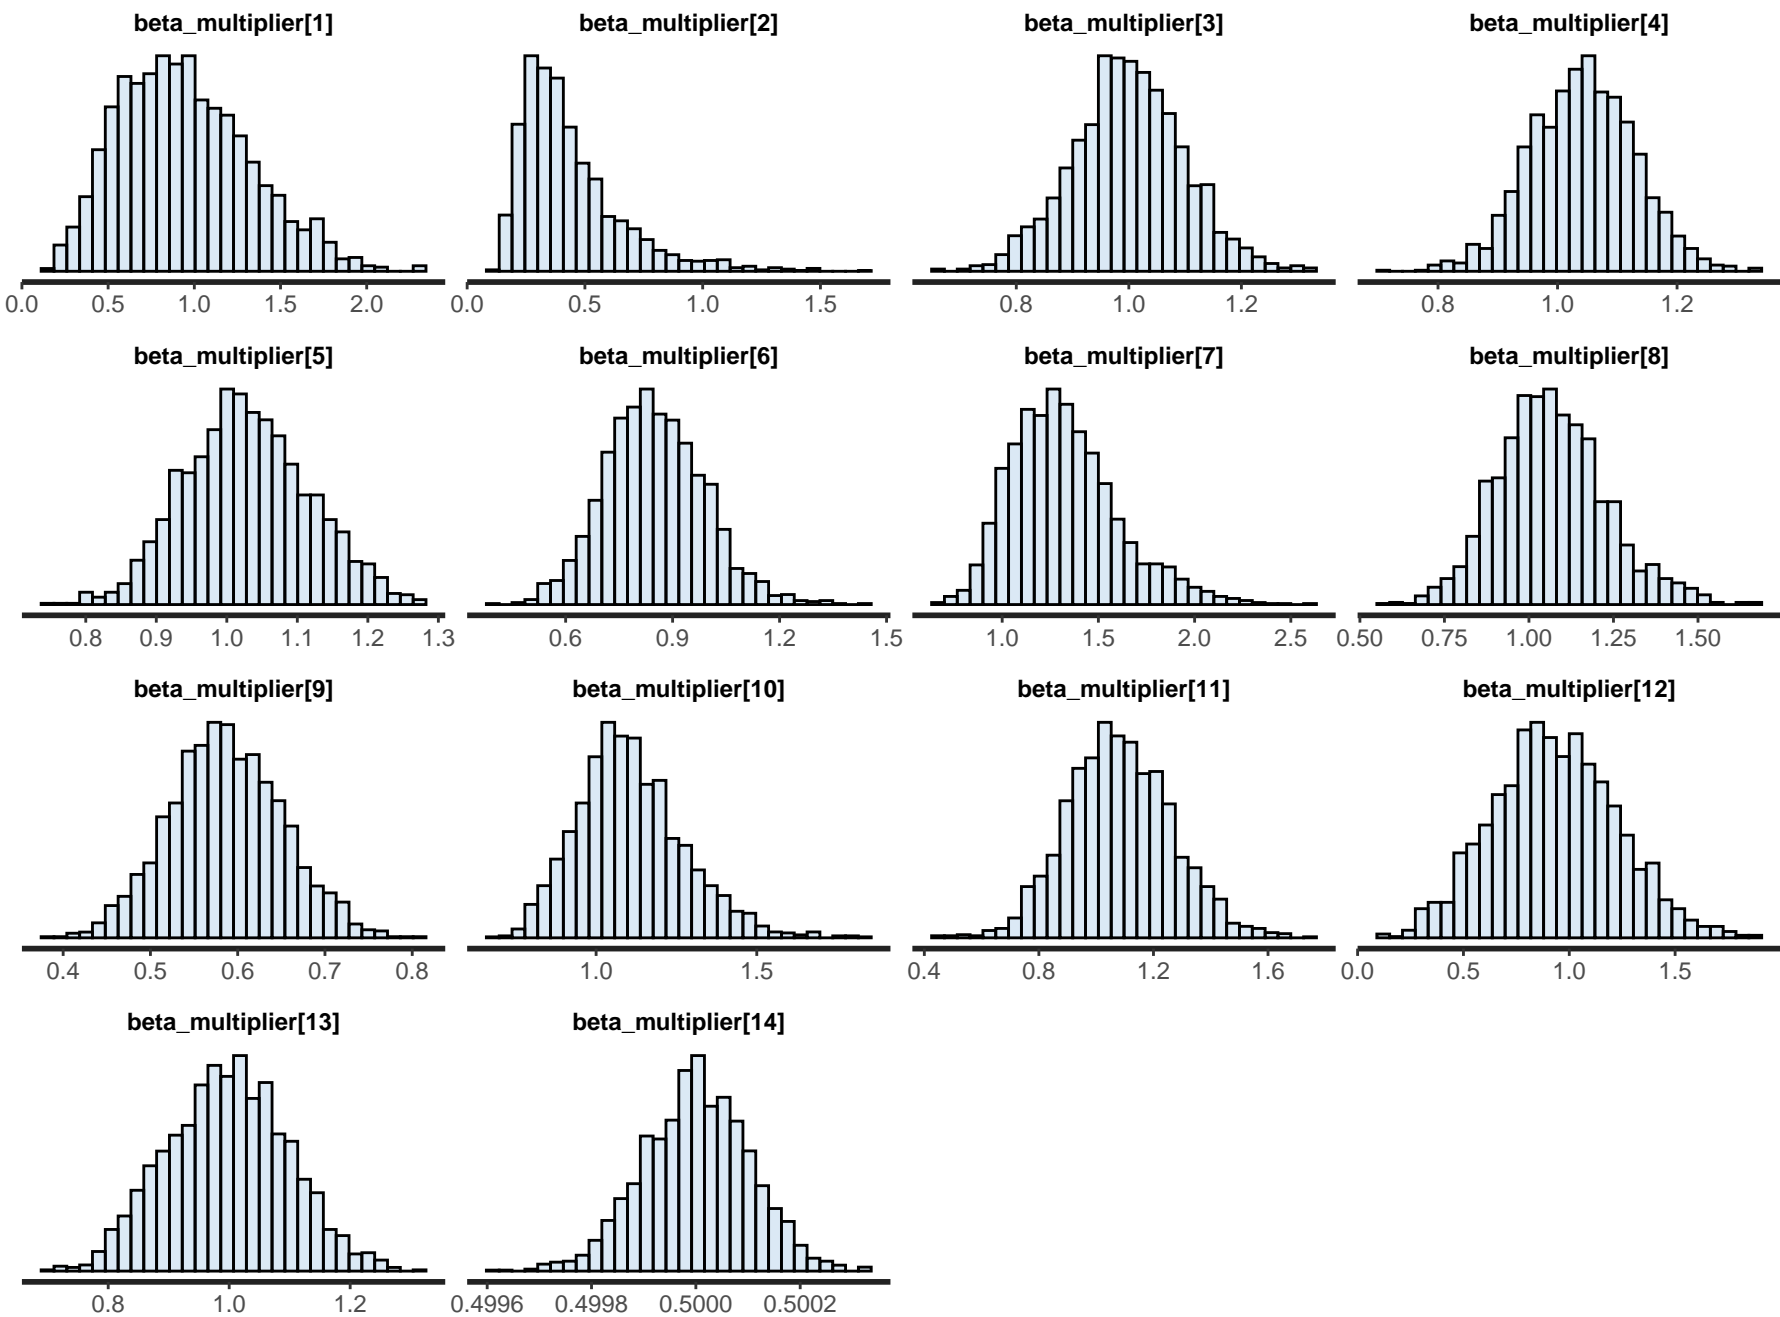 beta_multiplier[1] beta_multiplier[2] beta_multiplier[3] beta_multiplier[4]
0.0 0.5 1.0 1.5 2.0 0.0 0.5 1.0 1.5 0.8 1.0 1.2 0.8 1.0 1.2
beta_multiplier[5] beta_multiplier[6] beta_multiplier[7] beta_multiplier[8]
0.8 0.9 1.0 1.1 1.2 1.3 0.6 0.9 1.2 1.5 1.0 1.5 2.0 2.5 0.50 0.75 1.00 1.25 1.50
beta_multiplier[9] beta_multiplier[10] beta_multiplier[11] beta_multiplier[12]
0.4 0.5 0.6 0.7 0.8 1.0 1.5 0.4 0.8 1.2 1.6 0.0 0.5 1.0 1.5
beta_multiplier[13] beta_multiplier[14]
0.8 1.0 1.2 0.4996 0.4998 0.5000 0.5002